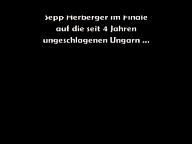 Sepp Herberger im Finale
auf die seit 4 Jahren
ungeschlagenen Ungarn ...